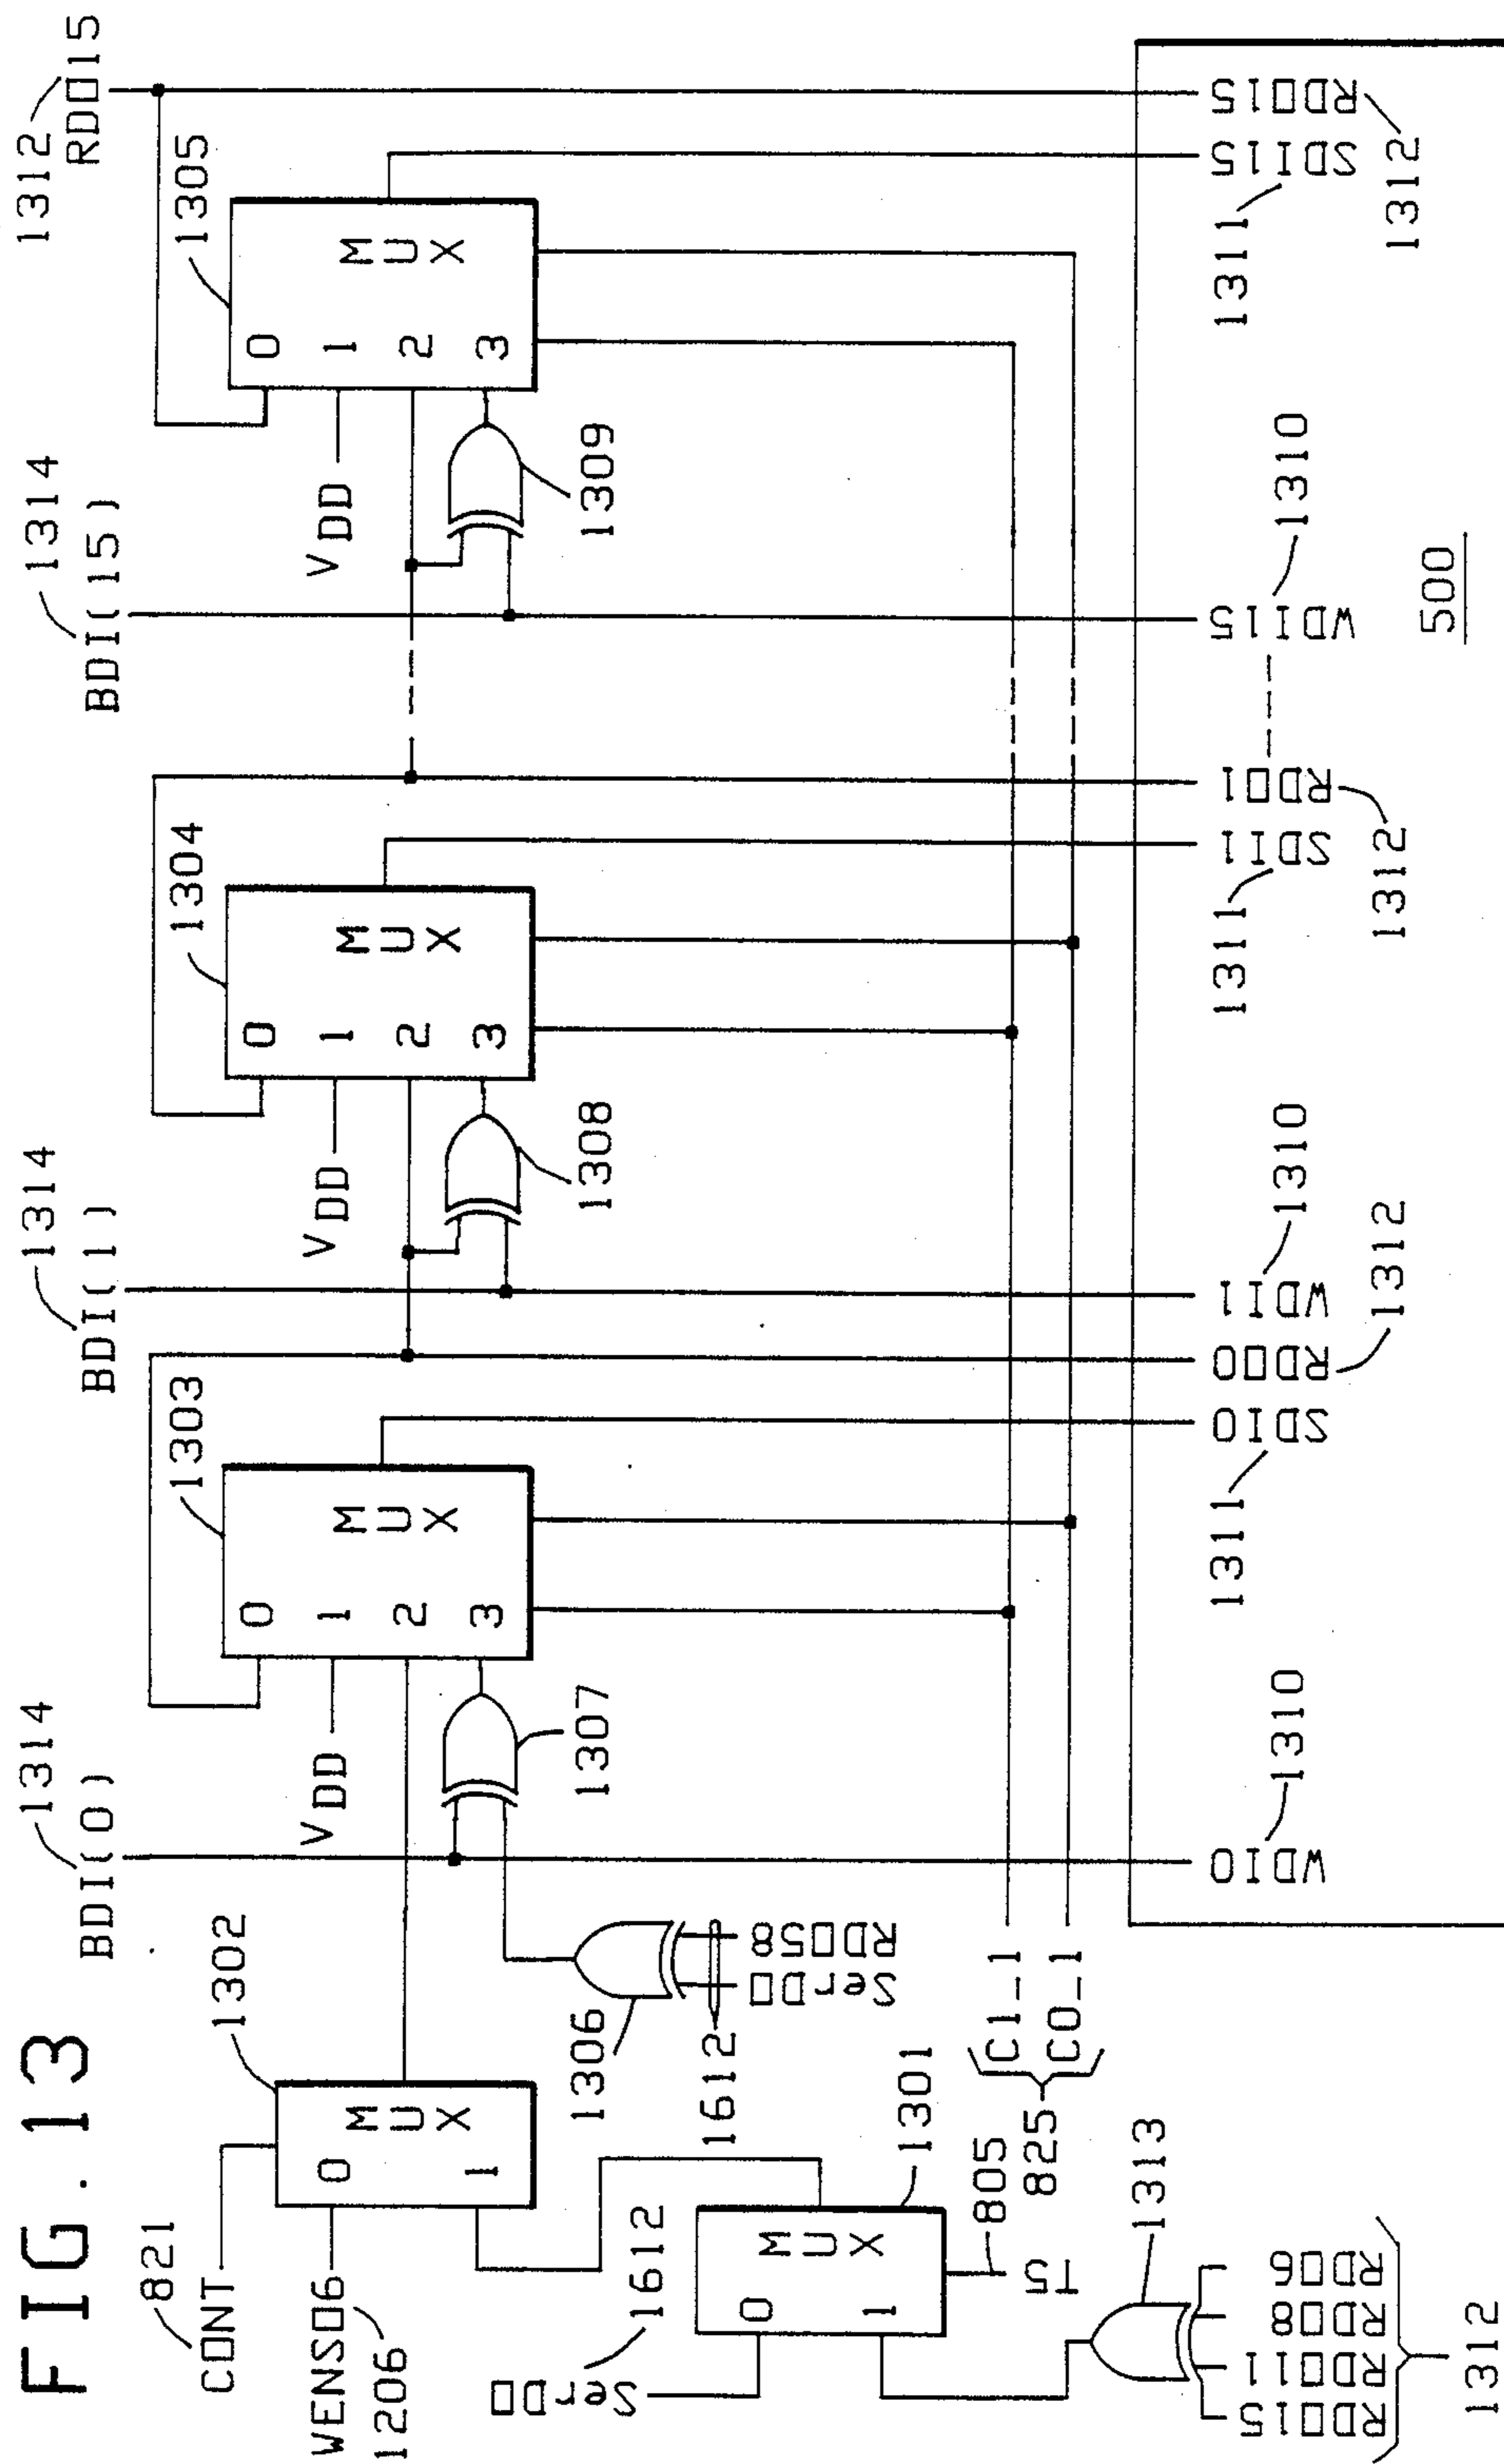 FIG. 13
821
CONT
WENS06
1206
1302
MUX
0
1
BDI(0)
1314
VDD
1307
1303
MUX
0
1
2
3
BDI(1)
1314
VDD
1308
1304
MUX
0
1
2
3
BDI(15)
1314
VDD
1309
1305
MUX
0
1
2
3
1312
RDO15
SerDO
1612
1301
MUX
0
1
T5
805
1313
RDO15
RDO11
RDO8
RDO6
1312
1306
1612
SerDO
RDO58
825
C1_1
C0_1
WDI0
1310
SDI0
1311
RDO0
1312
WDI1
1310
SDI1
1311
RDO1
1312
WDI15
1310
SDI15
1311
RDO15
1312
500